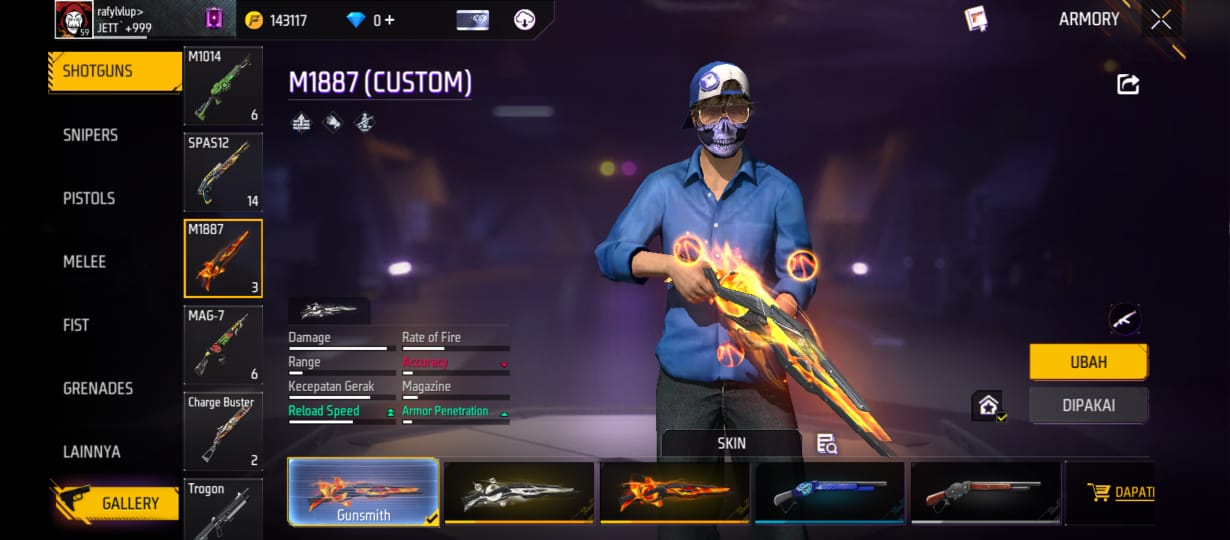 rafylvlup>
JETT +999
59
143117
0 +
ARMORY
SHOTGUNS
SNIPERS
PISTOLS
MELEE
FIST
GRENADES
LAINNYA
GALLERY
M1014
6
SPAS12
14
M1887
3
MAG-7
6
Charge Buster
2
Trogon
M1887 (CUSTOM)
Damage
Rate of Fire
Range
Accuracy
Kecepatan Gerak
Magazine
Reload Speed
Armor Penetration
UBAH
DIPAKAI
SKIN
Gunsmith
DAPATI